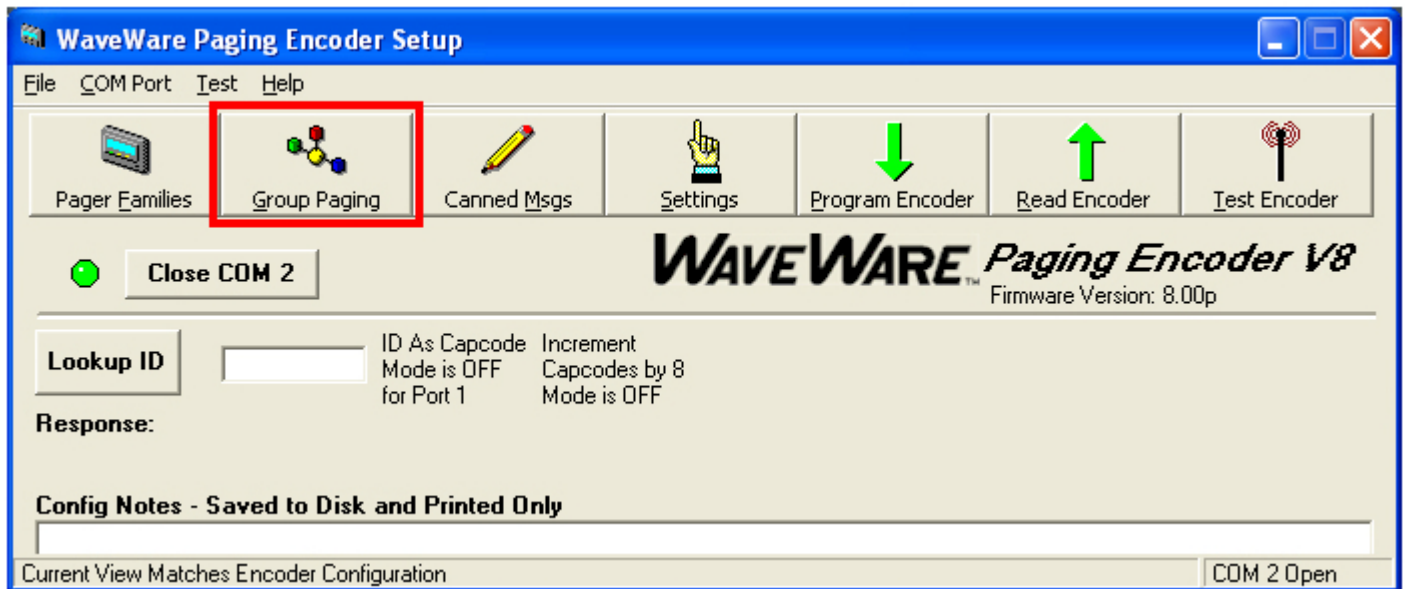 WaveWare Paging Encoder Setup
File COM Port Test Help
Pager Families Group Paging Canned Msgs Settings Program Encoder Read Encoder Test Encoder
Close COM 2
WAVEWARE™ Paging Encoder V8
Firmware Version: 8.00p
Lookup ID
ID As Capcode
Mode is OFF
for Port 1
Increment
Capcodes by 8
Mode is OFF
Response:
Config Notes - Saved to Disk and Printed Only
Current View Matches Encoder Configuration COM 2 Open